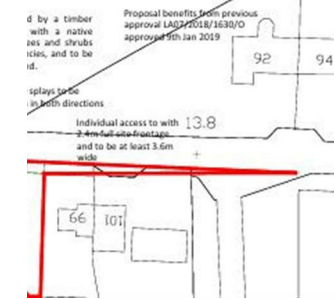 Proposal benefits from previous
approval LA07/2018/1630/O
approved 9th Jan 2019
d by a timber
with a native
ees and shrubs
cies, and to be
d.
splays to be
in both directions
92
94
Individual access to with
2.4m full site frontage
and to be at least 3.6m
wide
13.8
66
101